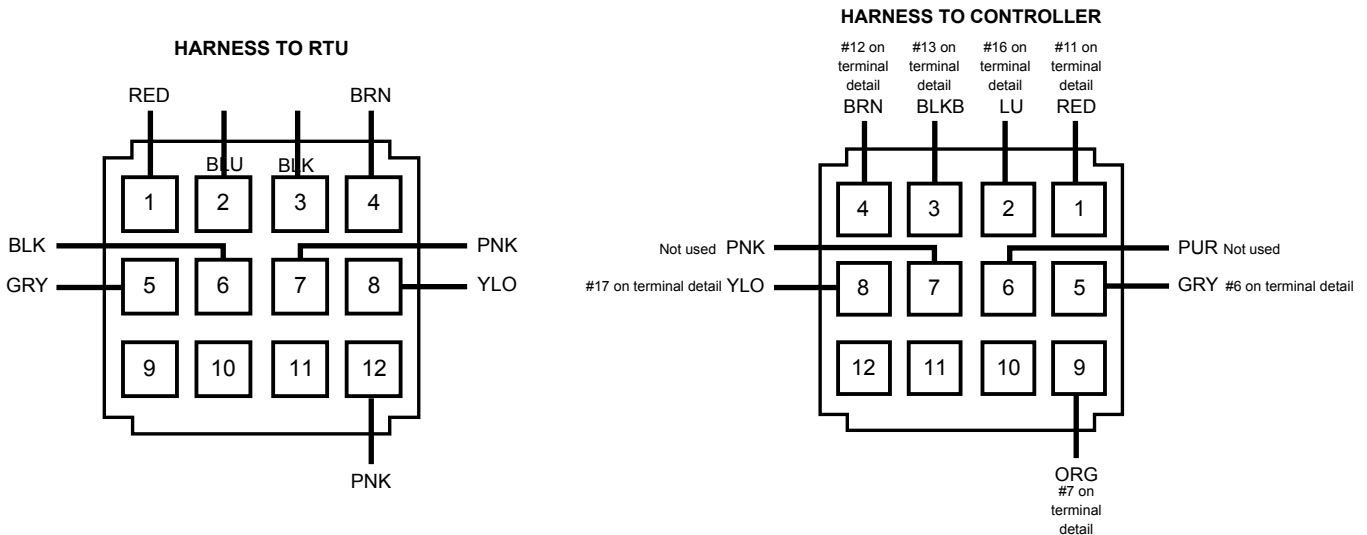 HARNESS TO RTU
RED BRN
BLU BLK
1 2 3 4
BLK PNK
GRY 5 6 7 8 YLO
9 10 11 12
PNK
HARNESS TO CONTROLLER
#12 on #13 on #16 on #11 on
terminal terminal terminal terminal
detail detail detail detail
BRN BLKB LU RED
4 3 2 1
Not used PNK PUR Not used
#17 on terminal detail YLO 8 7 6 5 GRY #6 on terminal detail
12 11 10 9
ORG
#7 on
terminal
detail